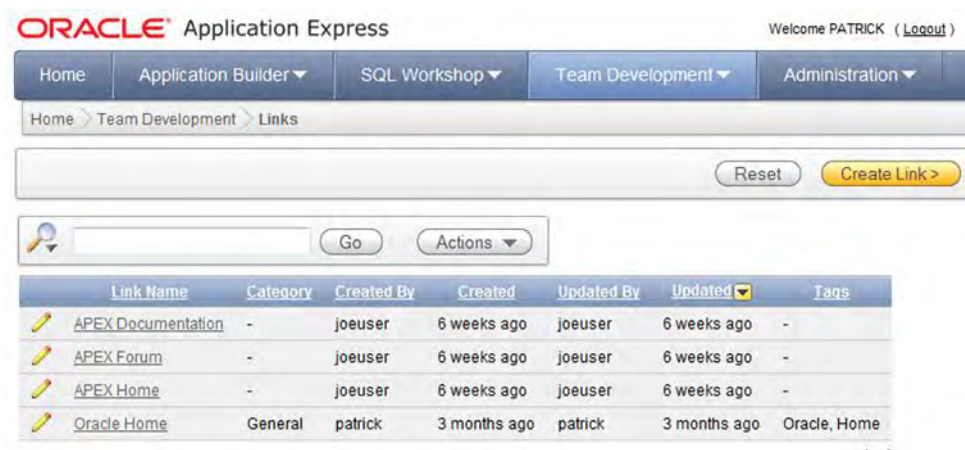 ORACLE Application Express
Welcome PATRICK ( Logout )
Home Application Builder SQL Workshop Team Development Administration
Home Team Development Links
Reset Create Link >
Go Actions
Link Name Category Created By Created Updated By Updated Tags
APEX Documentation - joeuser 6 weeks ago joeuser 6 weeks ago -
APEX Forum - joeuser 6 weeks ago joeuser 6 weeks ago -
APEX Home - joeuser 6 weeks ago joeuser 6 weeks ago -
Oracle Home General patrick 3 months ago patrick 3 months ago Oracle, Home